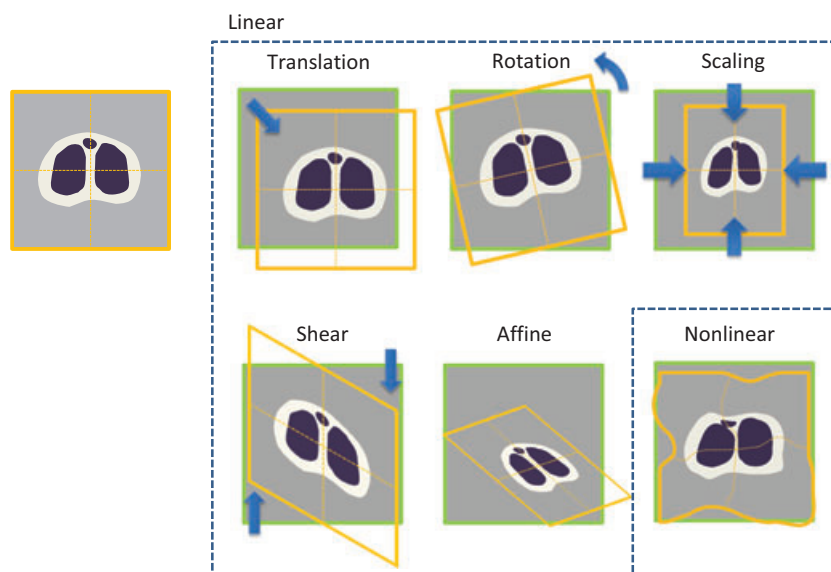 Linear
Translation
Rotation
Scaling
Shear
Affine
Nonlinear